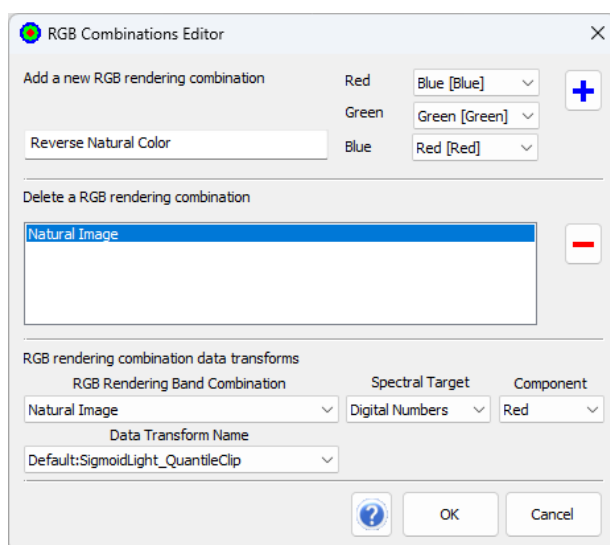 RGB Combinations Editor
Add a new RGB rendering combination
Red
Blue [Blue]
Green
Green [Green]
Reverse Natural Color
Blue
Red [Red]
Delete a RGB rendering combination
Natural Image
RGB rendering combination data transforms
RGB Rendering Band Combination
Spectral Target
Component
Natural Image
Digital Numbers
Red
Data Transform Name
Default:SigmoidLight_QuantileClip
?
OK
Cancel